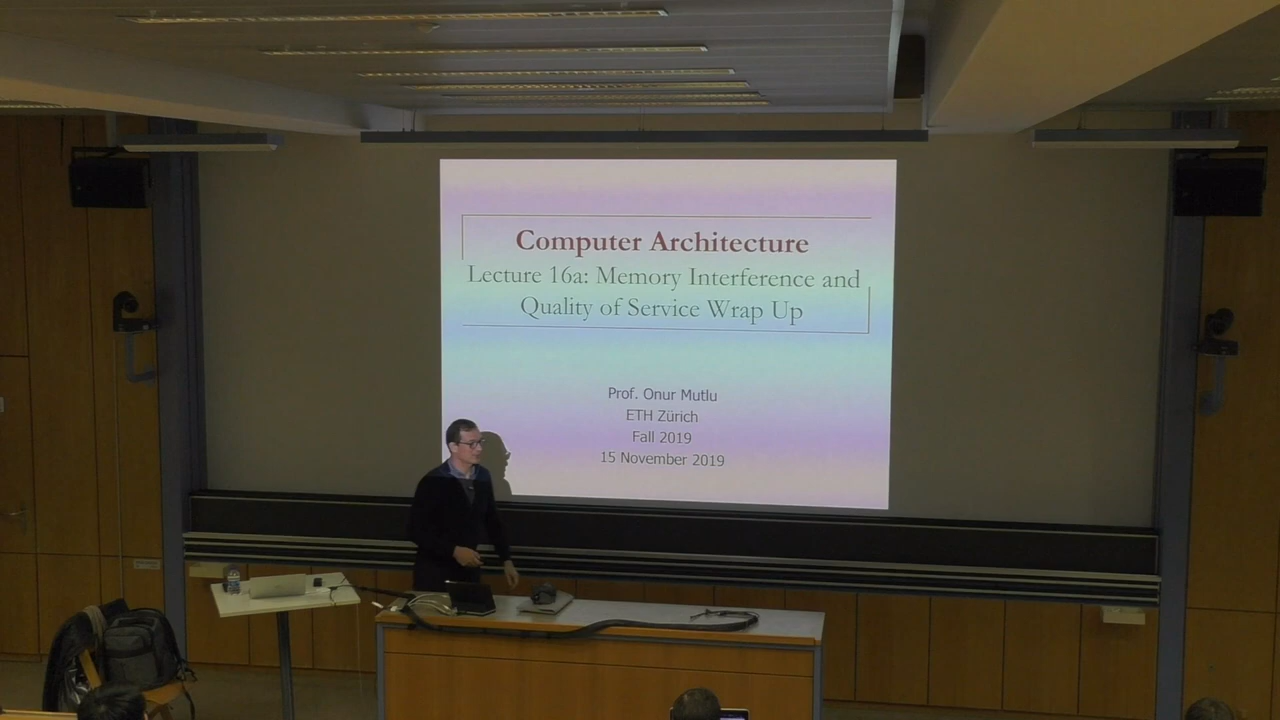 Computer Architecture
Lecture 16a: Memory Interference and
Quality of Service Wrap Up
Prof. Onur Mutlu
ETH Zürich
Fall 2019
15 November 2019